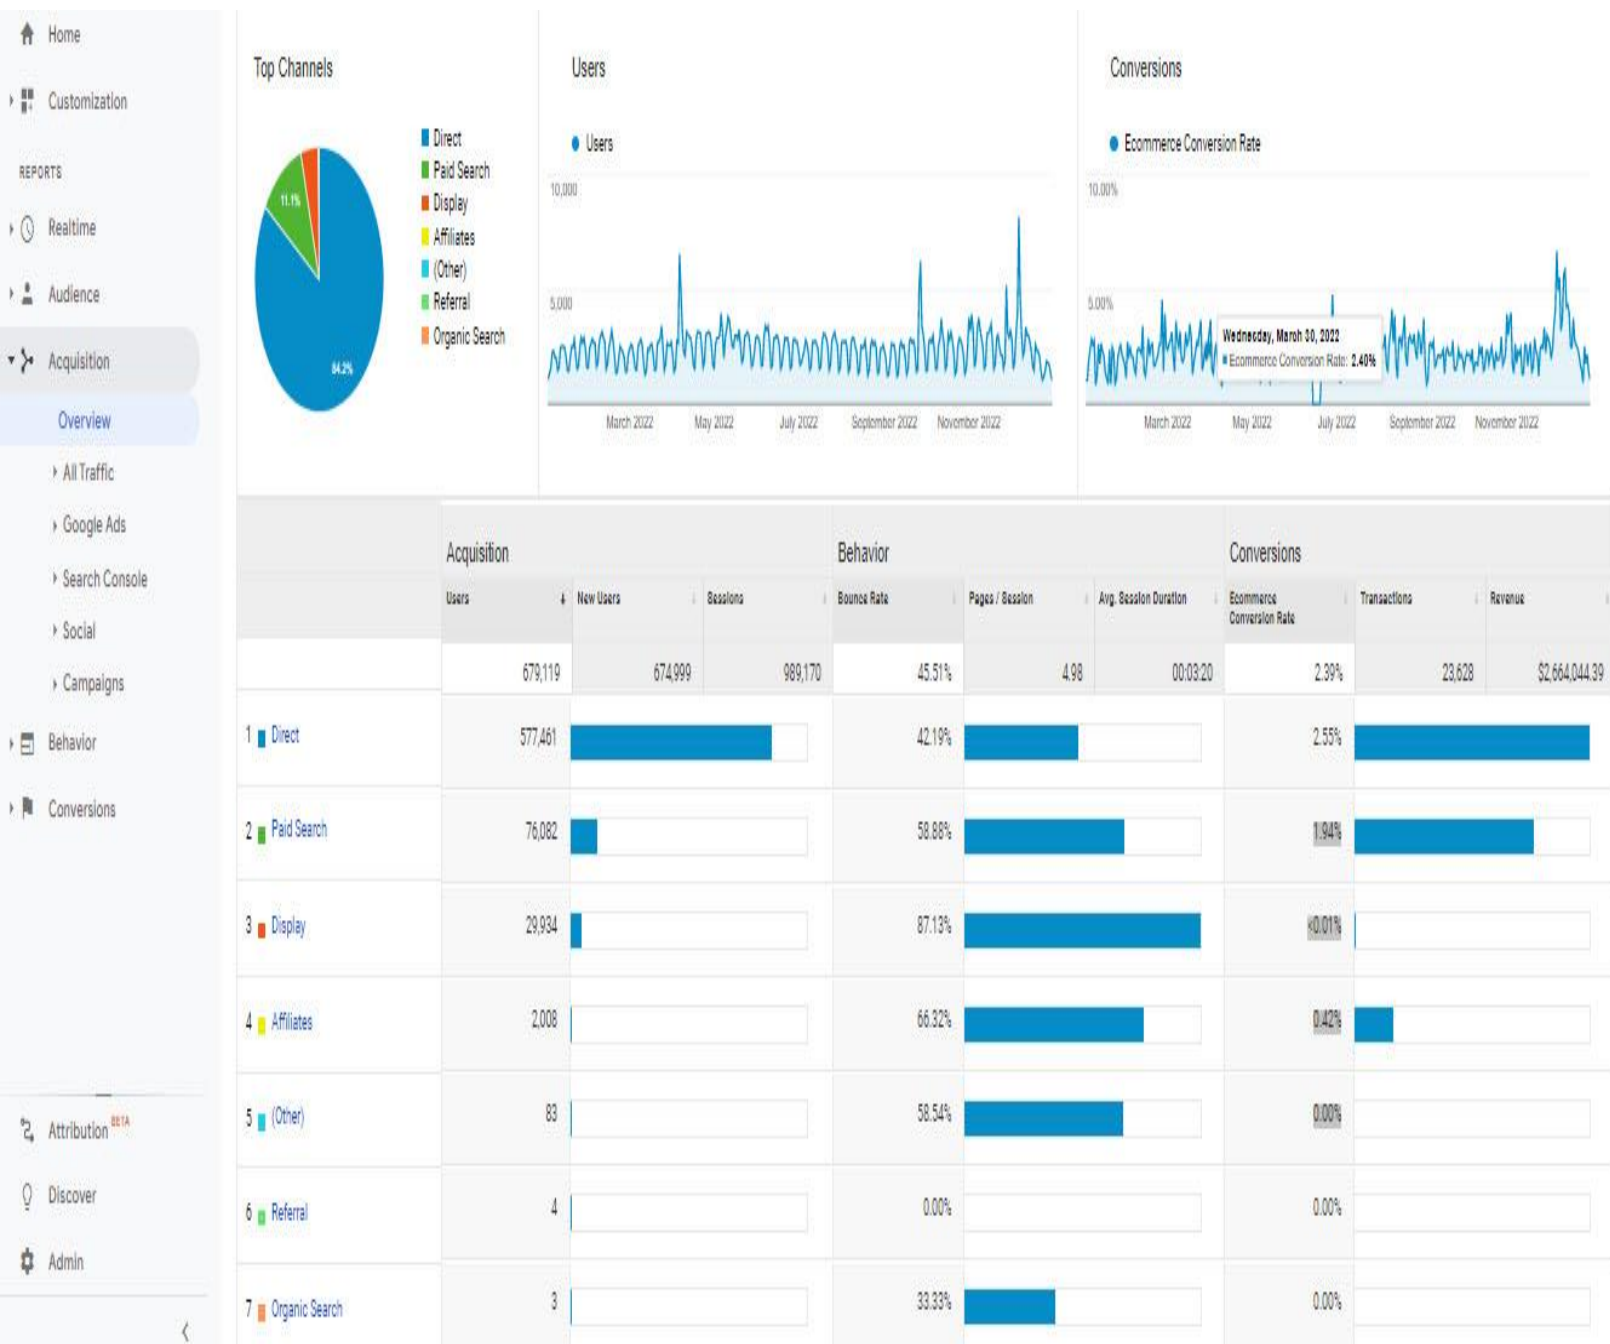 Home
Customization
REPORTS
Realtime
Audience
Acquisition
Overview
All Traffic
Google Ads
Search Console
Social
Campaigns
Behavior
Conversions
Attribution BETA
Discover
Admin
Top Channels
Direct
Paid Search
Display
Affiliates
(Other)
Referral
Organic Search
11.1%
84.2%
Users
Users
10,000
5,000
March 2022 May 2022 July 2022 September 2022 November 2022
Conversions
Ecommerce Conversion Rate
10.00%
5.00%
Wednesday, March 30, 2022
Ecommerce Conversion Rate: 2.40%
March 2022 May 2022 July 2022 September 2022 November 2022
Acquisition Behavior Conversions
Users New Users Sessions Bounce Rate Pages / Session Avg. Session Duration Ecommerce Conversion Rate Transactions Revenue
679,119 674,999 989,170 45.51% 4.98 00:03:20 2.39% 23,628 $2,664,044.39
1 Direct 577,461 42.19% 2.55%
2 Paid Search 76,082 58.88% 1.94%
3 Display 29,934 87.13% <0.01%
4 Affiliates 2,008 66.32% 0.42%
5 (Other) 83 58.54% 0.00%
6 Referral 4 0.00% 0.00%
7 Organic Search 3 33.33% 0.00%